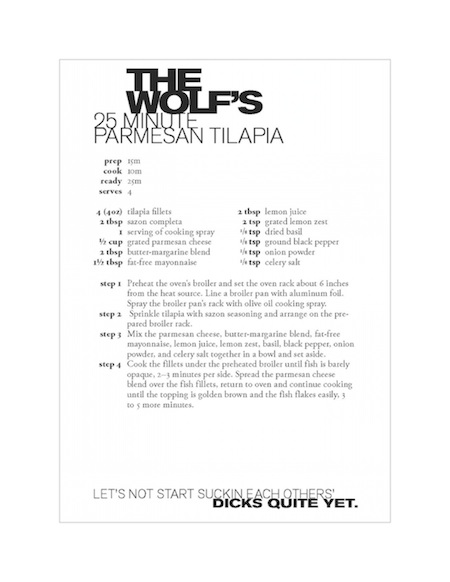 THE
WOLF'S
25 MINUTE
PARMESAN TILAPIA
prep 15m
cook 10m
ready 25m
serves 4
4 (4oz) tilapia fillets
2 tbsp sazon completa
1 serving of cooking spray
½ cup grated parmesan cheese
2 tbsp butter-margarine blend
1½ tbsp fat-free mayonnaise
2 tbsp lemon juice
2 tsp grated lemon zest
¼ tsp dried basil
¼ tsp ground black pepper
⅛ tsp onion powder
⅛ tsp celery salt
step 1 Preheat the oven's broiler and set the oven rack about 6 inches
from the heat source. Line a broiler pan with aluminum foil.
Spray the broiler pan's rack with olive oil cooking spray.
step 2 Sprinkle tilapia with sazon seasoning and arrange on the pre-
pared broiler rack.
step 3 Mix the parmesan cheese, butter-margarine blend, fat-free
mayonnaise, lemon juice, lemon zest, basil, black pepper, onion
powder, and celery salt together in a bowl and set aside.
step 4 Cook the fillets under the preheated broiler until fish is barely
opaque, 2–3 minutes per side. Spread the parmesan cheese
blend over the fish fillets, return to oven and continue cooking
until the topping is golden brown and the fish flakes easily, 3
to 5 more minutes.
LET'S NOT START SUCKIN EACH OTHERS'
DICKS QUITE YET.